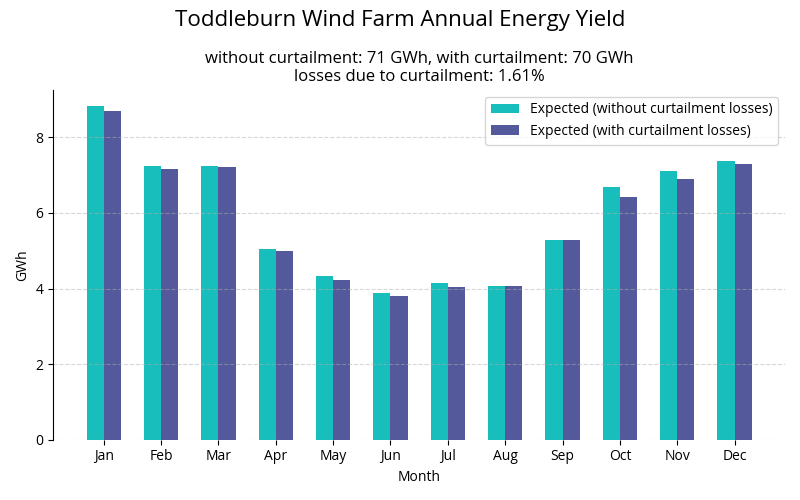 Toddleburn Wind Farm Annual Energy Yield
without curtailment: 71 GWh, with curtailment: 70 GWh
losses due to curtailment: 1.61%
Expected (without curtailment losses)
Expected (with curtailment losses)
8
6
4
2
0
GWh
Jan Feb Mar Apr May Jun Jul Aug Sep Oct Nov Dec
Month